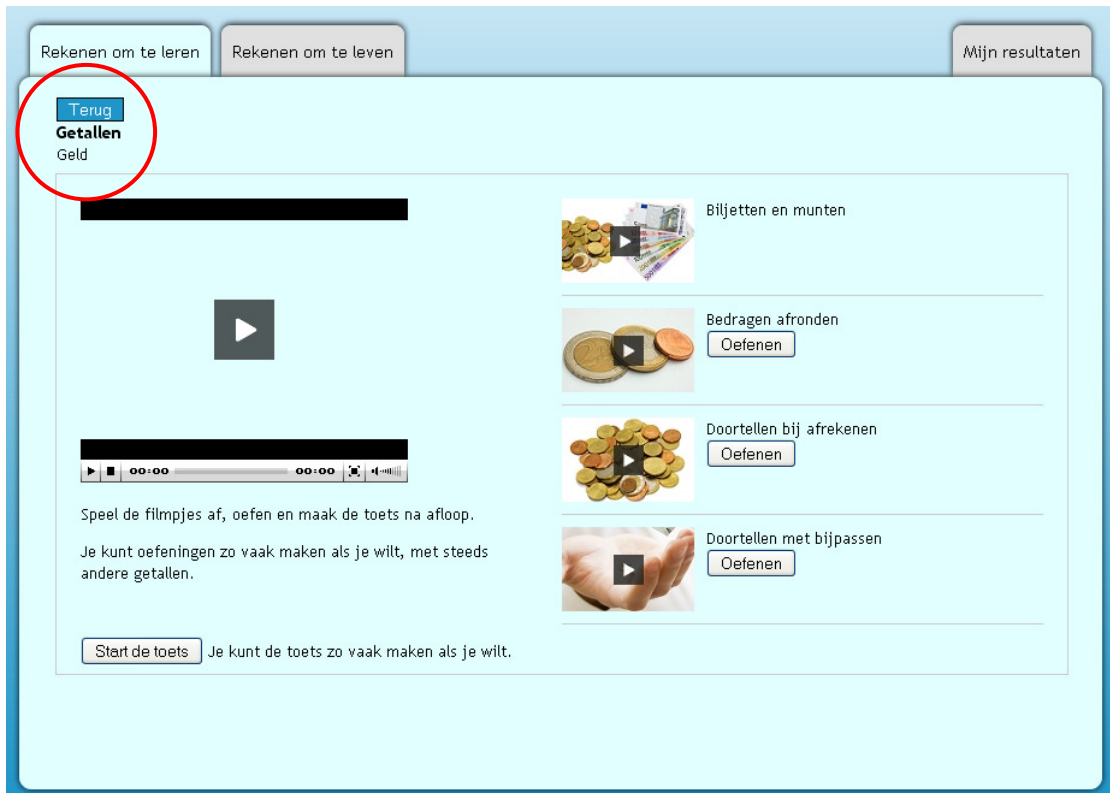 Rekenen om te leren
Rekenen om te leven
Mijn resultaten
Terug
Getallen
Geld
Biljetten en munten
Bedragen afronden
Oefenen
Doortellen bij afrekenen
Oefenen
Doortellen met bijpassen
Oefenen
00:00
00:00
Speel de filmpjes af, oefen en maak de toets na afloop.
Je kunt oefeningen zo vaak maken als je wilt, met steeds
andere getallen.
Start de toets
Je kunt de toets zo vaak maken als je wilt.